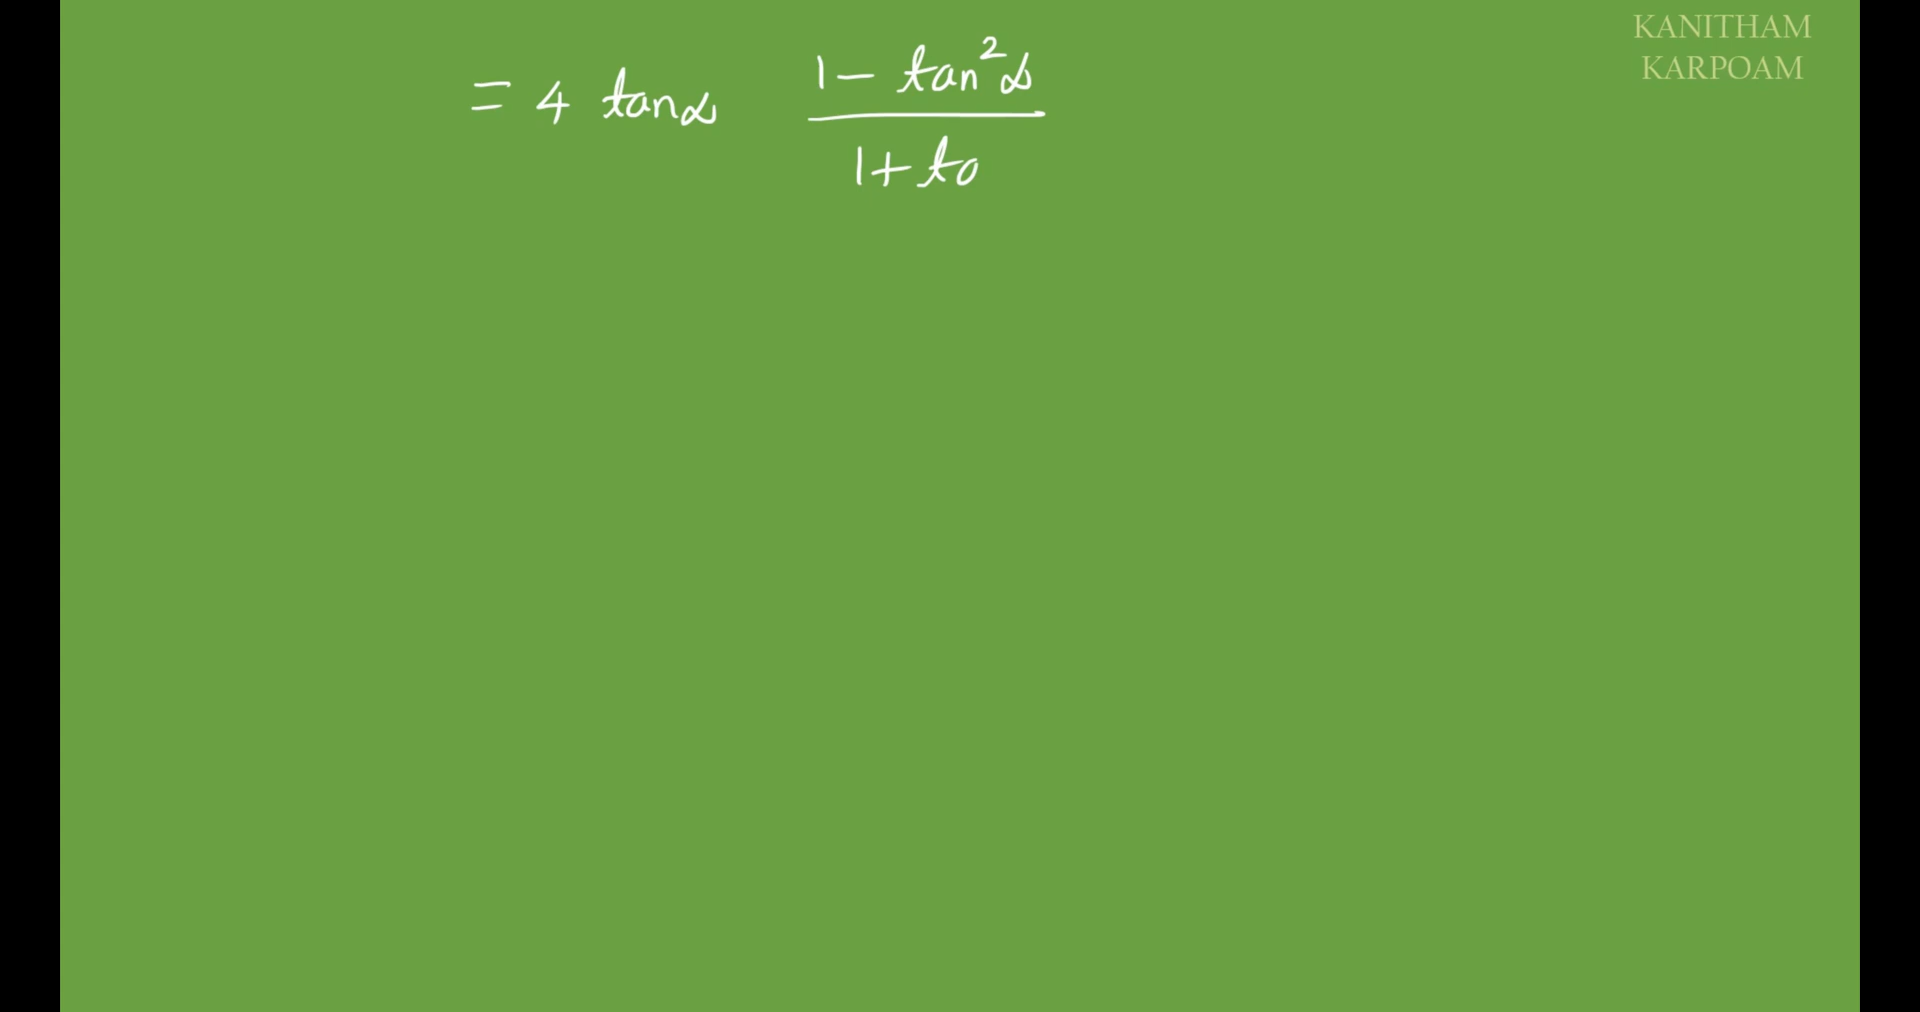 KANITHAM
KARPOAM
= 4 tanα (1 - tan²α)/(1 + ta